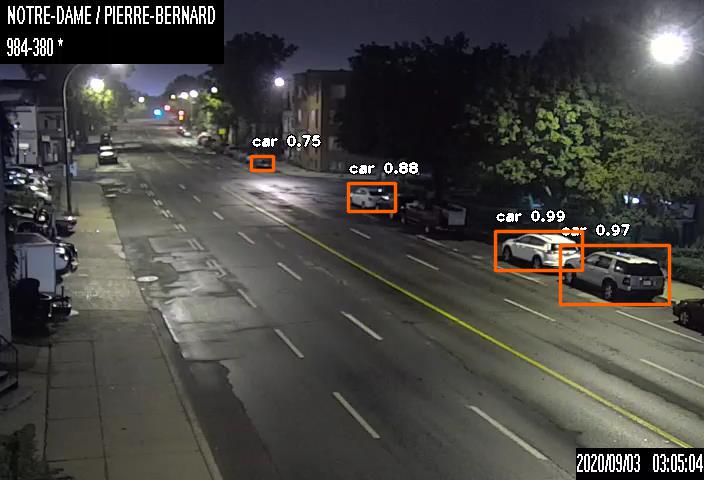 NOTRE-DAME / PIERRE-BERNARD
984-380 *
car 0.75
car 0.88
car 0.99
car 0.97
2020/09/03 03:05:04